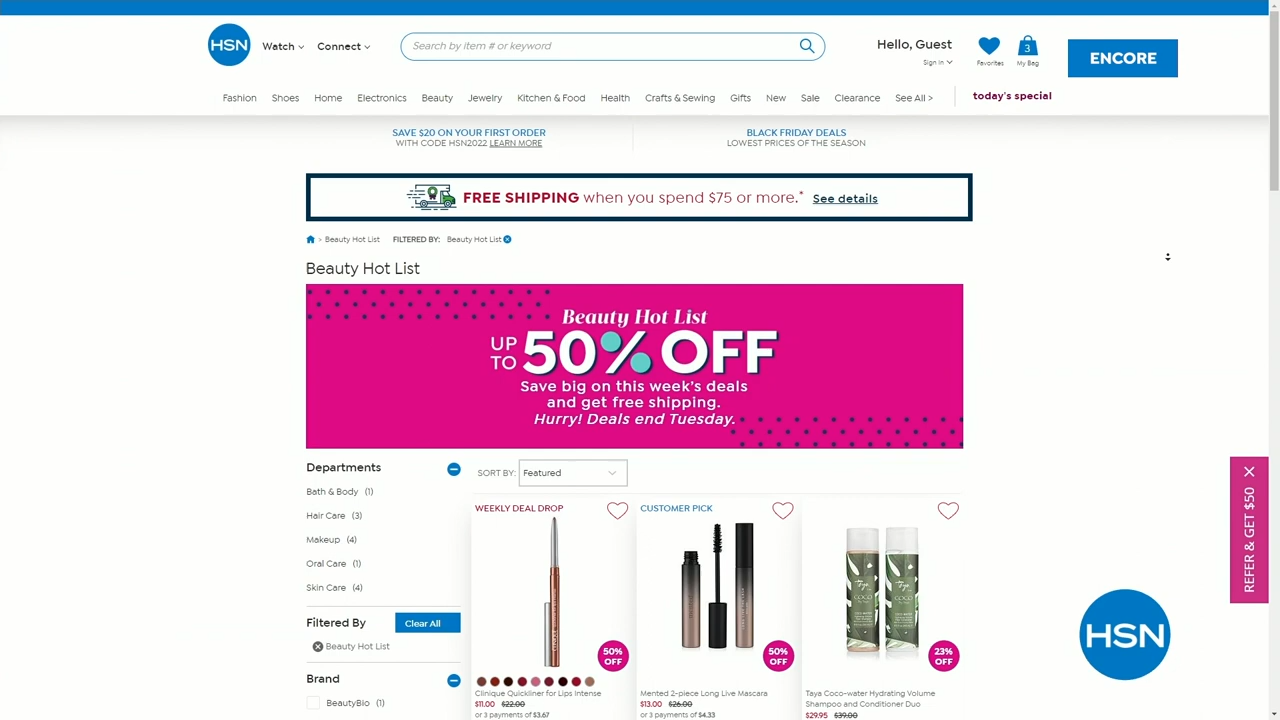 HSN
Watch
Connect
Search by item # or keyword
Hello, Guest
Sign In
Favorites
3
My Bag
ENCORE
Fashion
Shoes
Home
Electronics
Beauty
Jewelry
Kitchen & Food
Health
Crafts & Sewing
Gifts
New
Sale
Clearance
See All >
today's special
SAVE $20 ON YOUR FIRST ORDER
WITH CODE HSN2022 LEARN MORE
BLACK FRIDAY DEALS
LOWEST PRICES OF THE SEASON
FREE SHIPPING when you spend $75 or more.* See details
> Beauty Hot List
FILTERED BY: Beauty Hot List
Beauty Hot List
Beauty Hot List
UP TO 50% OFF
Save big on this week's deals
and get free shipping.
Hurry! Deals end Tuesday.
Departments
Bath & Body (1)
Hair Care (3)
Makeup (4)
Oral Care (1)
Skin Care (4)
Filtered By
Clear All
Beauty Hot List
Brand
BeautyBio (1)
SORT BY: Featured
WEEKLY DEAL DROP
50%
OFF
Clinique Quickliner for Lips Intense
$11.00 $22.00
or 3 payments of $3.67
CUSTOMER PICK
50%
OFF
Mented 2-piece Long Live Mascara
$13.00 $26.00
or 3 payments of $4.33
23%
OFF
Taya Coco-water Hydrating Volume
Shampoo and Conditioner Duo
$29.95 $39.00
REFER & GET $50
HSN